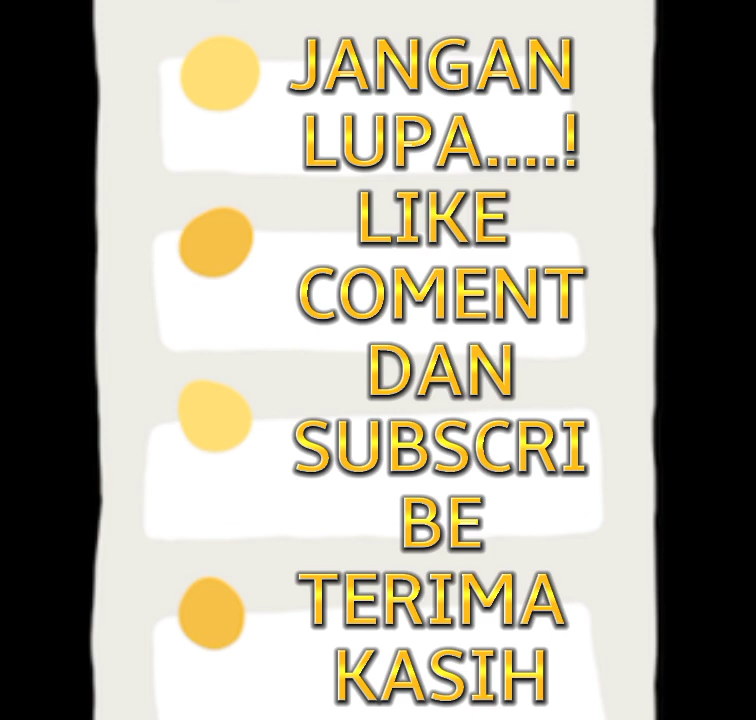 JANGAN
LUPA....!
LIKE
COMENT
DAN
SUBSCRI
BE
TERIMA
KASIH